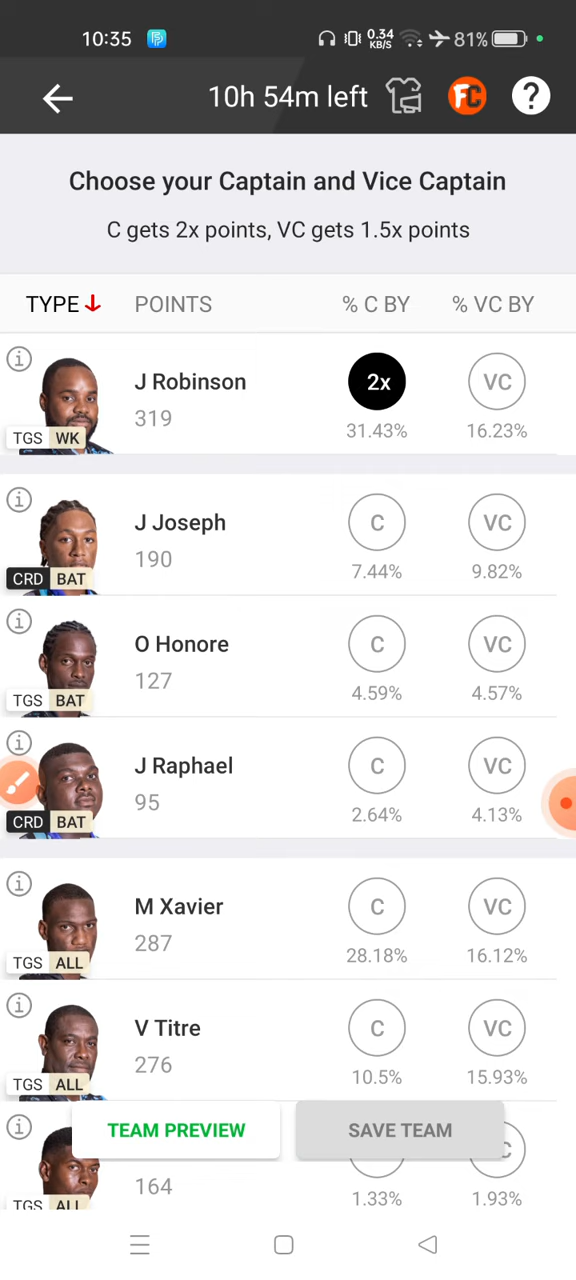 10:35 0.34 KB/S 81%
10h 54m left FC ?
Choose your Captain and Vice Captain
C gets 2x points, VC gets 1.5x points
TYPE POINTS % C BY % VC BY
J Robinson
319
2x VC
31.43% 16.23%
TGS WK
J Joseph
190
C VC
7.44% 9.82%
CRD BAT
O Honore
127
C VC
4.59% 4.57%
TGS BAT
J Raphael
95
C VC
2.64% 4.13%
CRD BAT
M Xavier
287
C VC
28.18% 16.12%
TGS ALL
V Titre
276
C VC
10.5% 15.93%
TGS ALL
TEAM PREVIEW SAVE TEAM
164
1.33% 1.93%
TGS ALL